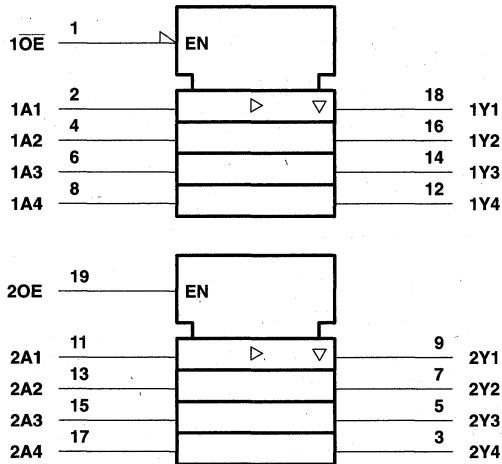 1
1O̅E̅ EN
2 18
1A1 1Y1
4 16
1A2 1Y2
6 14
1A3 1Y3
8 12
1A4 1Y4
19
2OE EN
11 9
2A1 2Y1
13 7
2A2 2Y2
15 5
2A3 2Y3
17 3
2A4 2Y4